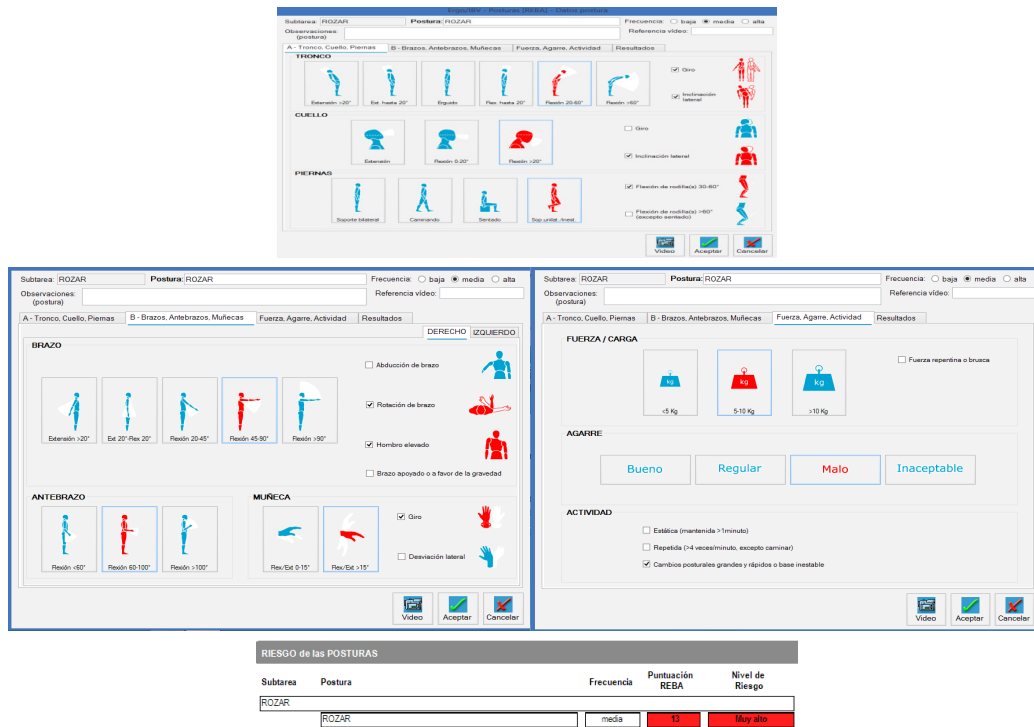 ErgoIRV - Posturas (REBA) - Datos postura
Subtarea: ROZAR Postura: ROZAR Frecuencia: baja media alta
Observaciones: Referencia vídeo:
(postura)
A - Tronco, Cuello, Piernas B - Brazos, Antebrazos, Muñecas Fuerza, Agarre, Actividad Resultados
TRONCO
Giro
Inclinación
lateral
Extensión >20° Ext. hasta 20° Erguido Flex. hasta 20° Flexión 20-60° Flexión >60°
CUELLO
Giro
Inclinación lateral
Extensión Flexión 0-20° Flexión >20°
PIERNAS
Flexión de rodilla(s) 30-60°
Flexión de rodilla(s) >60°
(excepto sentado)
Soporte bilateral Caminando Sentado Sop.unilat./inest.
Video Aceptar Cancelar
Subtarea: ROZAR Postura: ROZAR Frecuencia: baja media alta
Observaciones: Referencia vídeo:
(postura)
A - Tronco, Cuello, Piernas B - Brazos, Antebrazos, Muñecas Fuerza, Agarre, Actividad Resultados
DERECHO IZQUIERDO
BRAZO
Abducción de brazo
Rotación de brazo
Hombro elevado
Brazo apoyado o a favor de la gravedad
Extensión >20° Ext 20°-Flex 20° Flexión 20-45° Flexión 45-90° Flexión >90°
ANTEBRAZO MUÑECA
Giro
Desviación lateral
Flexión <60° Flexión 60-100° Flexión >100° Flex/Ext 0-15° Flex/Ext >15°
Video Aceptar Cancelar
Subtarea: ROZAR Postura: ROZAR Frecuencia: baja media alta
Observaciones: Referencia vídeo:
(postura)
A - Tronco, Cuello, Piernas B - Brazos, Antebrazos, Muñecas Fuerza, Agarre, Actividad Resultados
FUERZA / CARGA
Fuerza repentina o brusca
kg kg kg
<5 Kg 5-10 Kg >10 Kg
AGARRE
Bueno Regular Malo Inaceptable
ACTIVIDAD
Estática (mantenida >1minuto)
Repetida (>4 veces/minuto, excepto caminar)
Cambios posturales grandes y rápidos o base inestable
Video Aceptar Cancelar
RIESGO de las POSTURAS
Subtarea Postura Frecuencia Puntuación REBA Nivel de Riesgo
ROZAR
ROZAR media 13 Muy alto